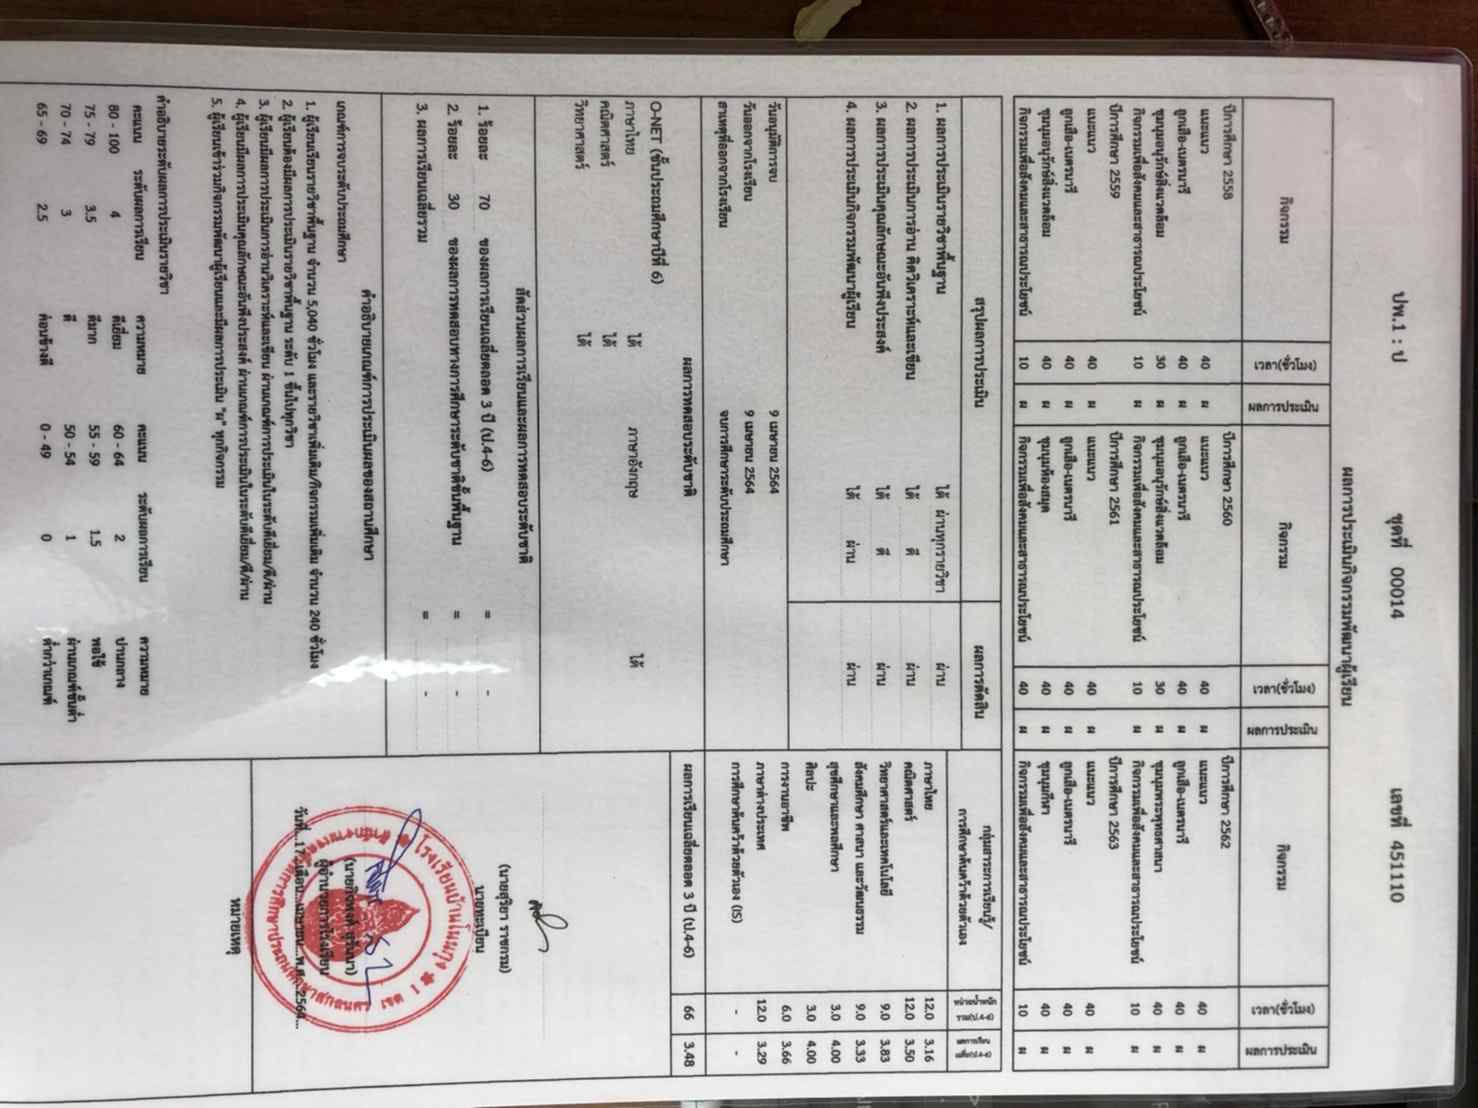 ปพ.1 : ป ชุดที่ 00014 เลขที่ 451110
ผลการประเมินกิจกรรมพัฒนาผู้เรียน
กิจกรรม เวลา(ชั่วโมง) ผลการประเมิน กิจกรรม เวลา(ชั่วโมง) ผลการประเมิน กิจกรรม เวลา(ชั่วโมง) ผลการประเมิน
ปีการศึกษา 2558 ปีการศึกษา 2560 ปีการศึกษา 2562
แนะแนว 40 ผ แนะแนว 40 ผ แนะแนว 40 ผ
ลูกเสือ-เนตรนารี 40 ผ ลูกเสือ-เนตรนารี 40 ผ ลูกเสือ-เนตรนารี 40 ผ
ชุมนุมอนุรักษ์สิ่งแวดล้อม 30 ผ ชุมนุมอนุรักษ์สิ่งแวดล้อม 30 ผ ชุมนุมพระพุทธศาสนา 40 ผ
กิจกรรมเพื่อสังคมและสาธารณประโยชน์ 10 ผ กิจกรรมเพื่อสังคมและสาธารณประโยชน์ 10 ผ กิจกรรมเพื่อสังคมและสาธารณประโยชน์ 10 ผ
ปีการศึกษา 2559 ปีการศึกษา 2561 ปีการศึกษา 2563
แนะแนว 40 ผ แนะแนว 40 ผ แนะแนว 40 ผ
ลูกเสือ-เนตรนารี 40 ผ ลูกเสือ-เนตรนารี 40 ผ ลูกเสือ-เนตรนารี 40 ผ
ชุมนุมอนุรักษ์สิ่งแวดล้อม 40 ผ ชุมนุมห้องสมุด 40 ผ ชุมนุมกีฬา 40 ผ
กิจกรรมเพื่อสังคมและสาธารณประโยชน์ 10 ผ กิจกรรมเพื่อสังคมและสาธารณประโยชน์ 40 ผ กิจกรรมเพื่อสังคมและสาธารณประโยชน์ 10 ผ
สรุปผลการประเมิน ผลการตัดสิน
1. ผลการประเมินรายวิชาพื้นฐาน ได้ ผ่านทุกรายวิชา ผ่าน
2. ผลการประเมินการอ่าน คิดวิเคราะห์และเขียน ได้ ดี ผ่าน
3. ผลการประเมินคุณลักษณะอันพึงประสงค์ ได้ ดี ผ่าน
4. ผลการประเมินกิจกรรมพัฒนาผู้เรียน ได้ ผ่าน ผ่าน
วันอนุมัติการจบ 9 เมษายน 2564
วันออกจากโรงเรียน 9 เมษายน 2564
สาเหตุที่ออกจากโรงเรียน จบการศึกษาระดับประถมศึกษา
ผลการทดสอบระดับชาติ
O-NET (ชั้นประถมศึกษาปีที่ 6)
ภาษาไทย ได้ ภาษาอังกฤษ ได้
คณิตศาสตร์ ได้
วิทยาศาสตร์ ได้
สัดส่วนผลการเรียนและผลการทดสอบระดับชาติ
1. ร้อยละ 70 ของผลการเรียนเฉลี่ยตลอด 3 ปี (ป.4-6) = -
2. ร้อยละ 30 ของผลการทดสอบทางการศึกษาระดับชาติขั้นพื้นฐาน = -
3. ผลการเรียนเฉลี่ยรวม = -
คำอธิบายเกณฑ์การประเมินผลของสถานศึกษา
เกณฑ์การจบระดับประถมศึกษา
1. ผู้เรียนเรียนรายวิชาพื้นฐาน จำนวน 5,040 ชั่วโมง และรายวิชาเพิ่มเติม/กิจกรรมเพิ่มเติม จำนวน 240 ชั่วโมง
2. ผู้เรียนต้องมีผลการประเมินรายวิชาพื้นฐาน ระดับ 1 ขึ้นไปทุกวิชา
3. ผู้เรียนมีผลการประเมินการอ่านวิเคราะห์และเขียน ผ่านเกณฑ์การประเมินในระดับดีเยี่ยม/ดี/ผ่าน
4. ผู้เรียนมีผลการประเมินคุณลักษณะอันพึงประสงค์ ผ่านเกณฑ์การประเมินในระดับดีเยี่ยม/ดี/ผ่าน
5. ผู้เรียนเข้าร่วมกิจกรรมพัฒนาผู้เรียนและมีผลการประเมิน "ผ" ทุกกิจกรรม
คำอธิบายระดับผลการประเมินรายวิชา
คะแนน ระดับผลการเรียน ความหมาย คะแนน ระดับผลการเรียน ความหมาย
80 - 100 4 ดีเยี่ยม 60 - 64 2 ปานกลาง
75 - 79 3.5 ดีมาก 55 - 59 1.5 พอใช้
70 - 74 3 ดี 50 - 54 1 ผ่านเกณฑ์ขั้นต่ำ
65 - 69 2.5 ค่อนข้างดี 0 - 49 0 ต่ำกว่าเกณฑ์
กลุ่มสาระการเรียนรู้/
การศึกษาค้นคว้าด้วยตัวเอง
หน่วยน้ำหนัก
รวม(ป.4-6)
ผลการเรียน
เฉลี่ย(ป.4-6)
ภาษาไทย 12.0 3.16
คณิตศาสตร์ 12.0 3.50
วิทยาศาสตร์และเทคโนโลยี 9.0 3.83
สังคมศึกษา ศาสนา และวัฒนธรรม 9.0 3.33
สุขศึกษาและพลศึกษา 3.0 4.00
ศิลปะ 3.0 4.00
การงานอาชีพ 6.0 3.66
ภาษาต่างประเทศ 12.0 3.29
การศึกษาค้นคว้าด้วยตัวเอง (IS) - -
ผลการเรียนเฉลี่ยตลอด 3 ปี (ป.4-6) 66 3.48
(นายสุริยา ราชกรม)
นายทะเบียน
ผู้อำนวยการโรงเรียน
วันที่...17...เดือน...เมษายน...พ.ศ...2564...
หมายเหตุ